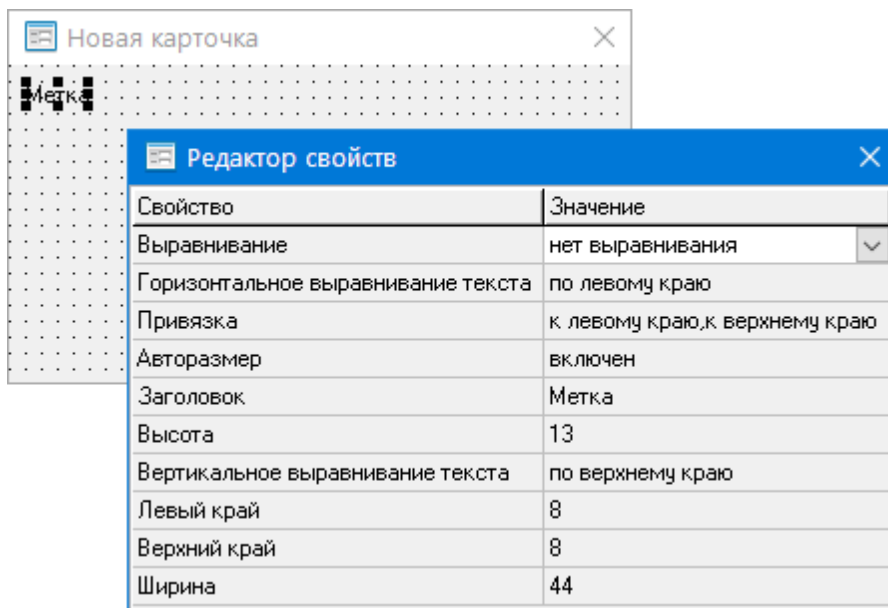 Новая карточка
Метка
Редактор свойств
Свойство Значение
Выравнивание нет выравнивания
Горизонтальное выравнивание текста по левому краю
Привязка к левому краю,к верхнему краю
Авторазмер включен
Заголовок Метка
Высота 13
Вертикальное выравнивание текста по верхнему краю
Левый край 8
Верхний край 8
Ширина 44